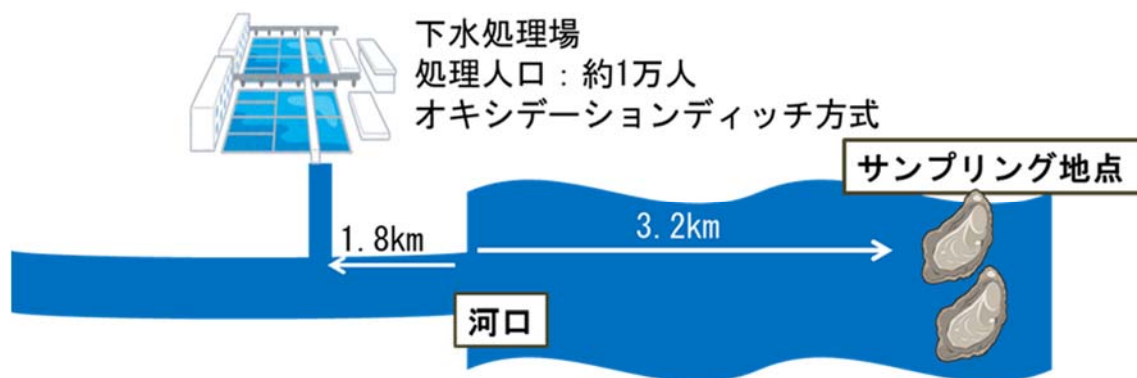 下水処理場
処理人口：約1万人
オキシデーションディッチ方式
サンプリング地点
1.8km
3.2km
河口